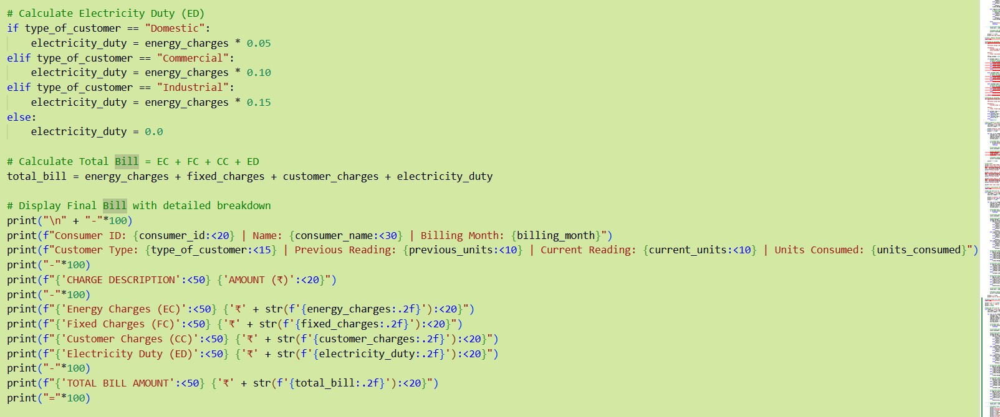 # Calculate Electricity Duty (ED)
if type_of_customer == "Domestic":
    electricity_duty = energy_charges * 0.05
elif type_of_customer == "Commercial":
    electricity_duty = energy_charges * 0.10
elif type_of_customer == "Industrial":
    electricity_duty = energy_charges * 0.15
else:
    electricity_duty = 0.0

# Calculate Total Bill = EC + FC + CC + ED
total_bill = energy_charges + fixed_charges + customer_charges + electricity_duty

# Display Final Bill with detailed breakdown
print("\n" + "-"*100)
print(f"Consumer ID: {consumer_id:<20} | Name: {consumer_name:<30} | Billing Month: {billing_month}")
print(f"Customer Type: {type_of_customer:<15} | Previous Reading: {previous_units:<10} | Current Reading: {current_units:<10} | Units Consumed: {units_consumed}")
print("-"*100)
print(f"{'CHARGE DESCRIPTION':<50} {'AMOUNT (₹)':<20}")
print("-"*100)
print(f"{'Energy Charges (EC)':<50} {'₹' + str(f'{energy_charges:.2f}'):<20}")
print(f"{'Fixed Charges (FC)':<50} {'₹' + str(f'{fixed_charges:.2f}'):<20}")
print(f"{'Customer Charges (CC)':<50} {'₹' + str(f'{customer_charges:.2f}'):<20}")
print(f"{'Electricity Duty (ED)':<50} {'₹' + str(f'{electricity_duty:.2f}'):<20}")
print("-"*100)
print(f"{'TOTAL BILL AMOUNT':<50} {'₹' + str(f'{total_bill:.2f}'):<20}")
print("="*100)